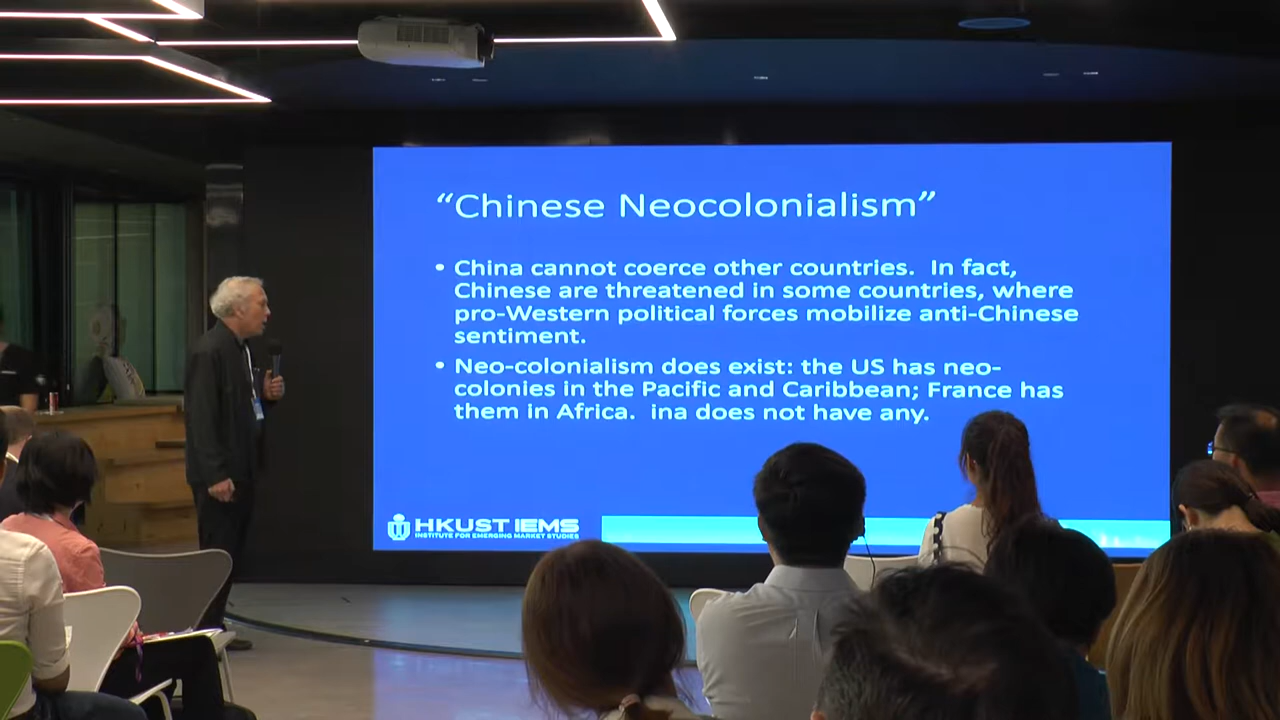 “Chinese Neocolonialism”
• China cannot coerce other countries. In fact,
Chinese are threatened in some countries, where
pro-Western political forces mobilize anti-Chinese
sentiment.
• Neo-colonialism does exist: the US has neo-
colonies in the Pacific and Caribbean; France has
them in Africa. ina does not have any.
HKUST IEMS
INSTITUTE FOR EMERGING MARKET STUDIES